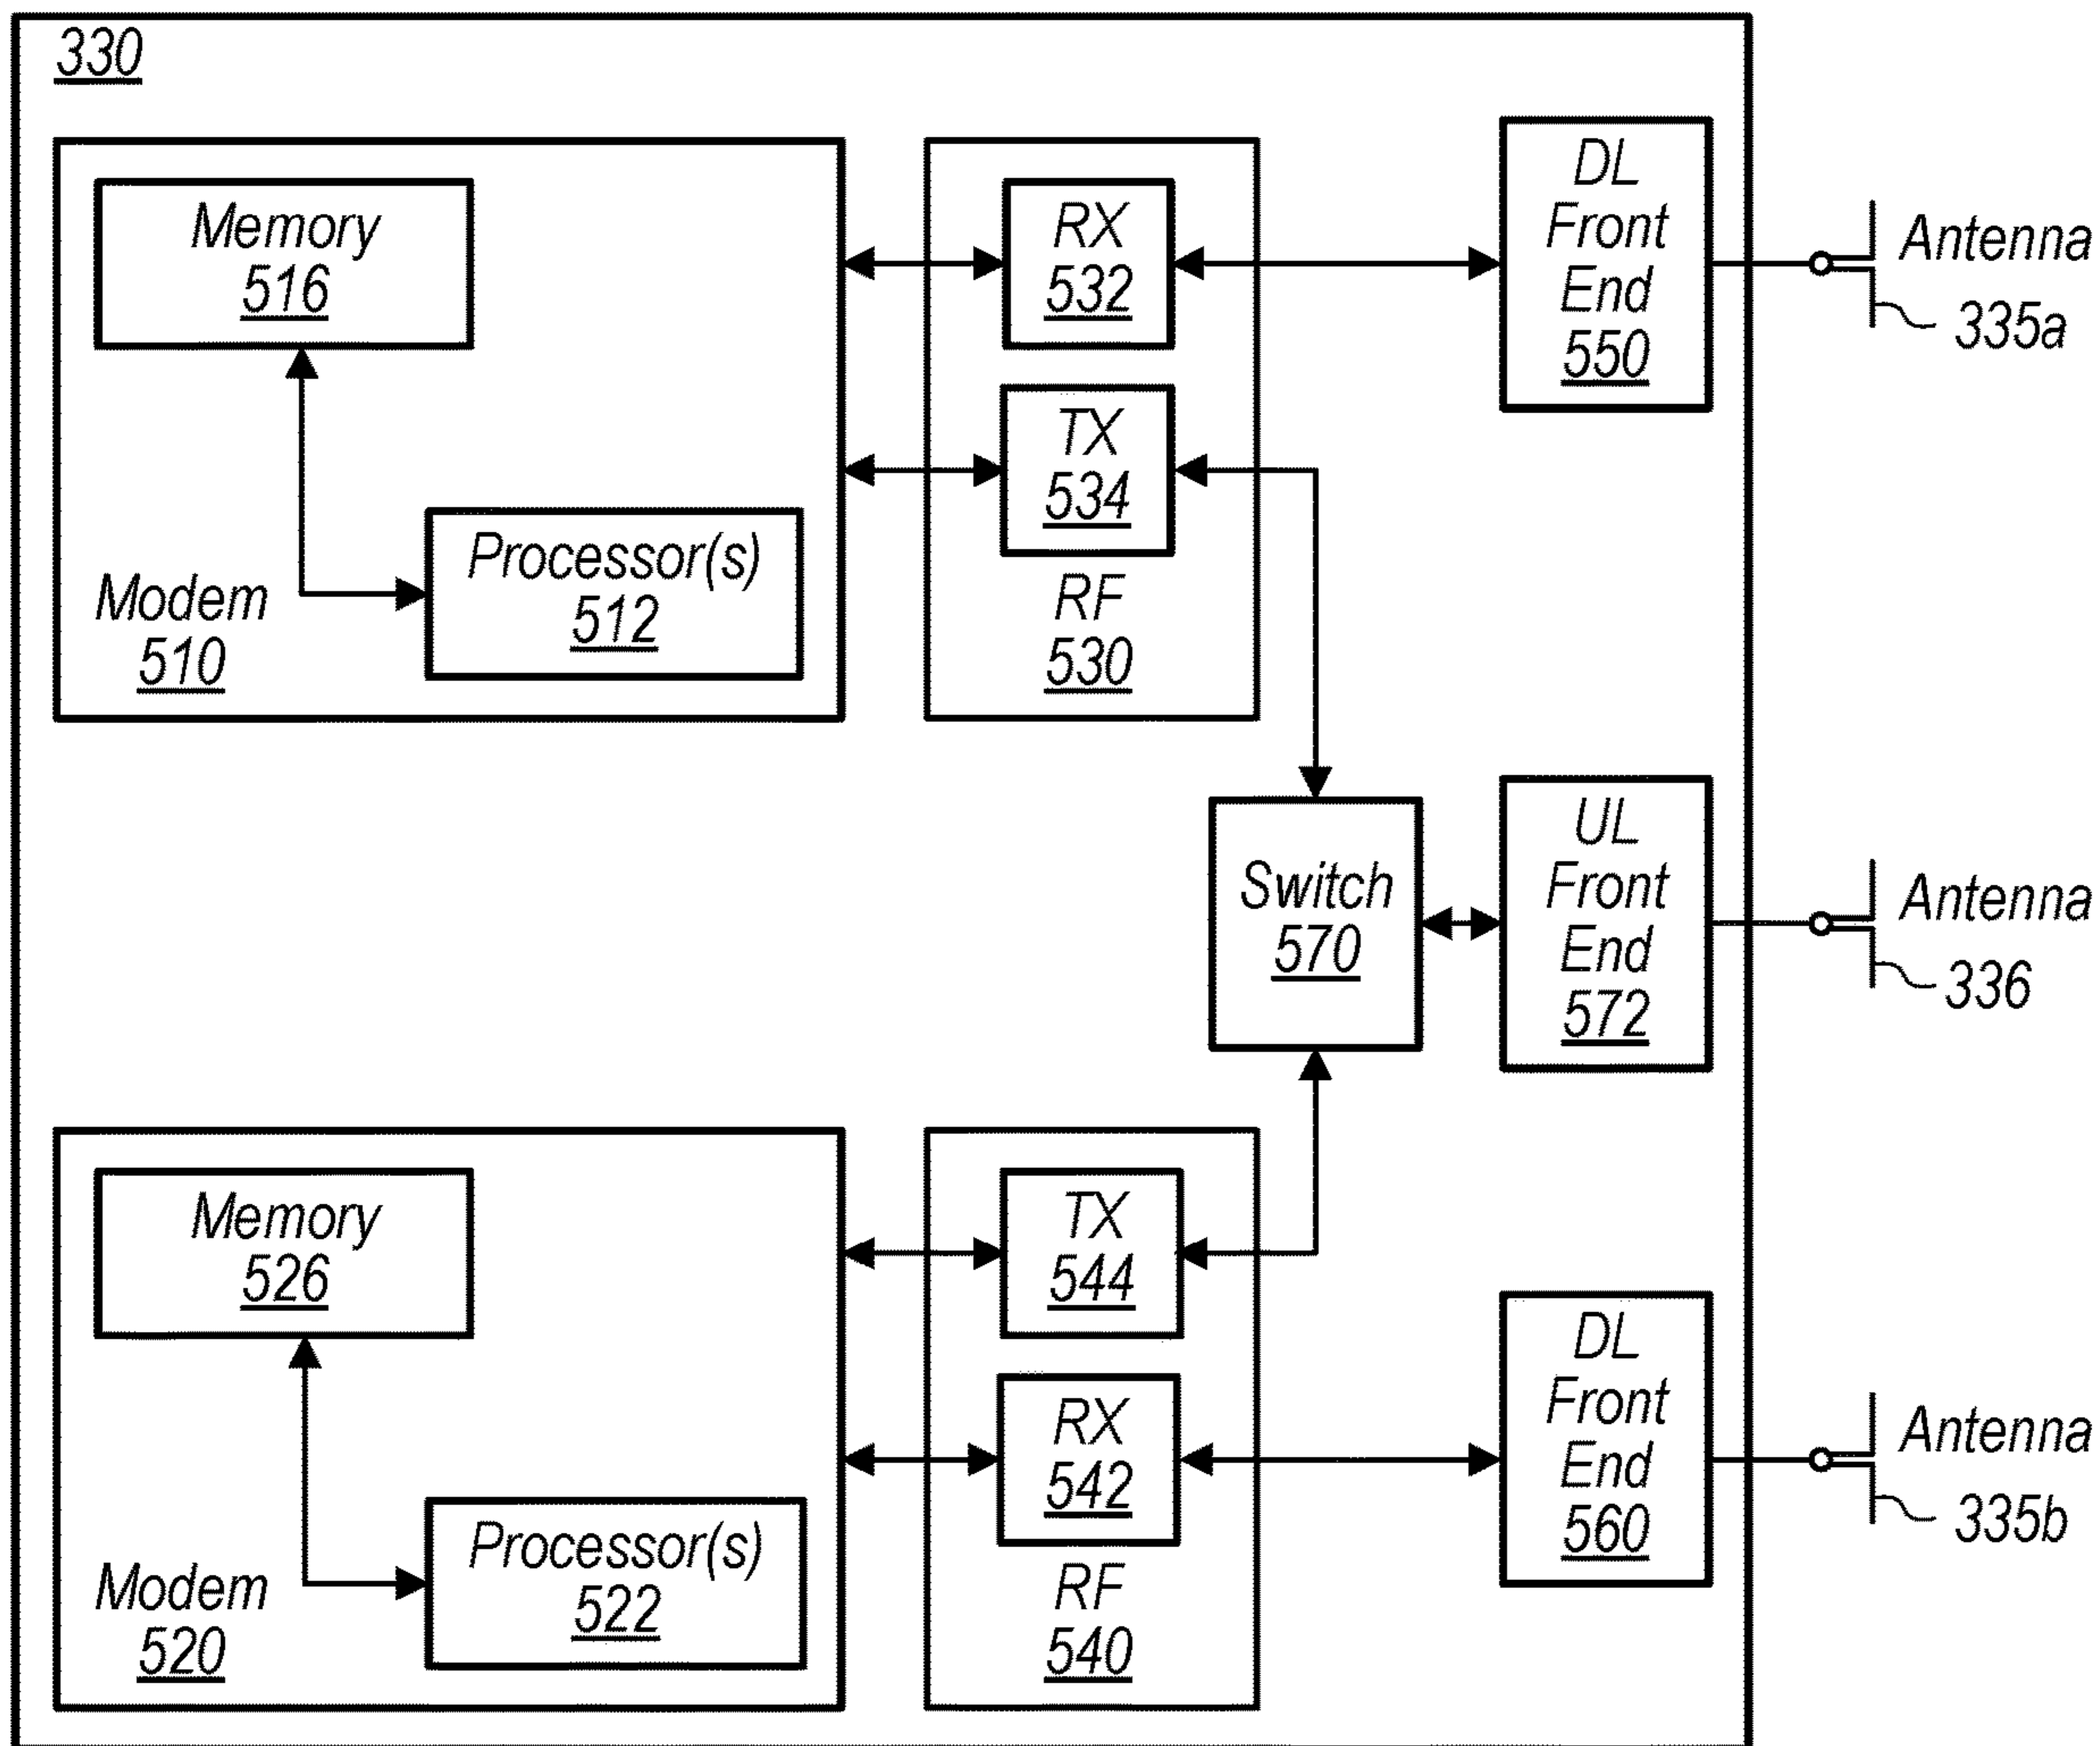 330
Memory
516
Processor(s)
512
Modem
510
RX
532
TX
534
RF
530
DL
Front
End
550
Antenna
335a
Switch
570
UL
Front
End
572
Antenna
336
Memory
526
Processor(s)
522
Modem
520
TX
544
RX
542
RF
540
DL
Front
End
560
Antenna
335b